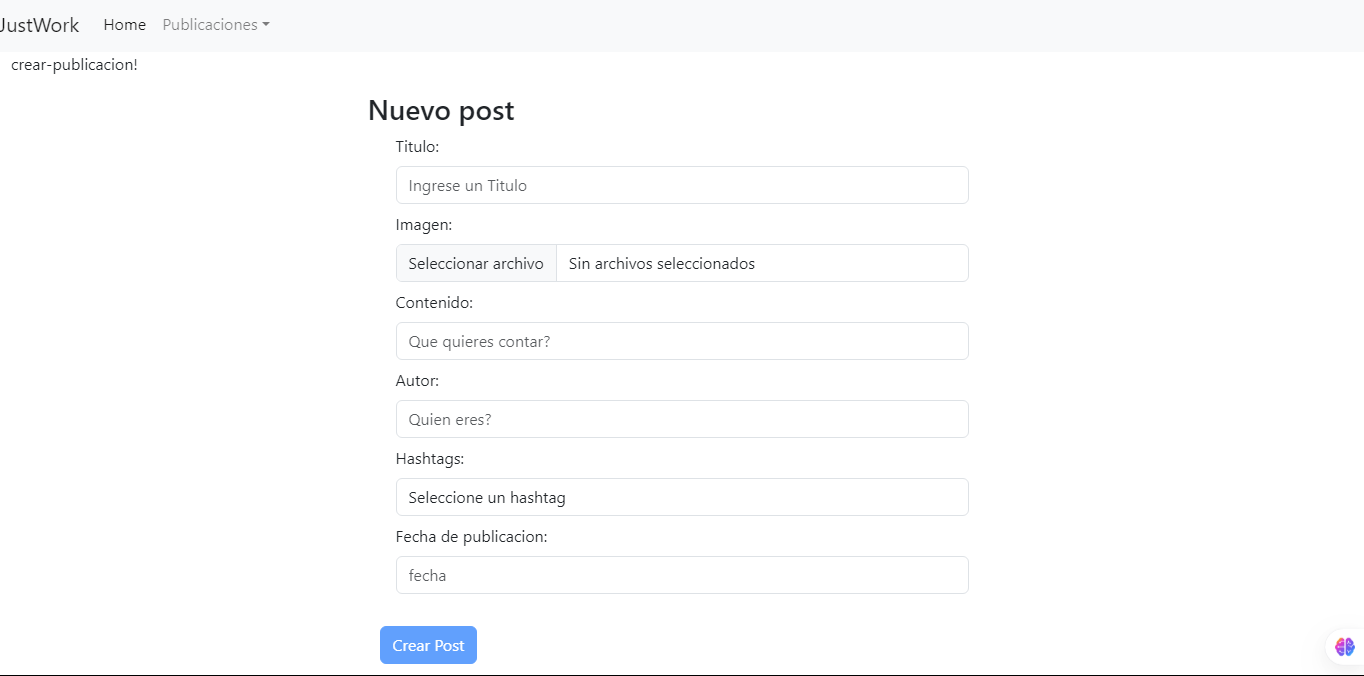 JustWork Home Publicaciones
crear-publicacion!
Nuevo post
Titulo:
Ingrese un Titulo
Imagen:
Seleccionar archivo Sin archivos seleccionados
Contenido:
Que quieres contar?
Autor:
Quien eres?
Hashtags:
Seleccione un hashtag
Fecha de publicacion:
fecha
Crear Post